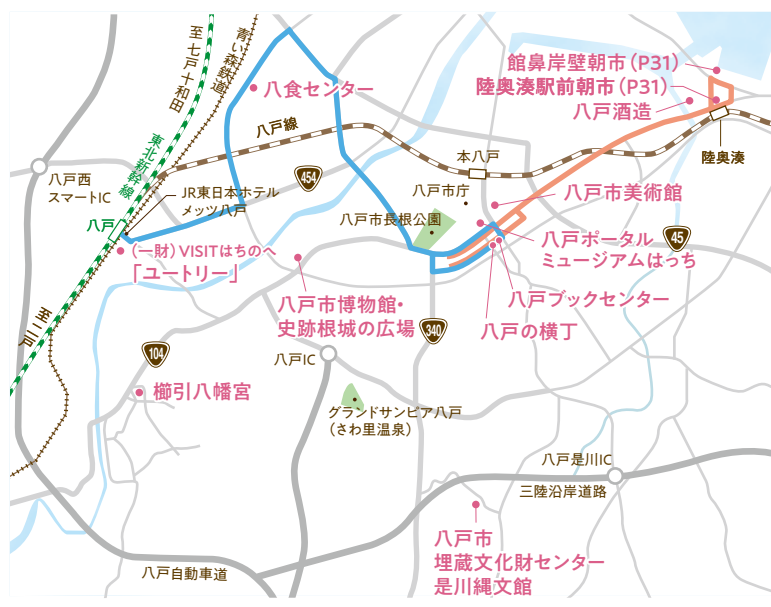 館鼻岸壁朝市（P31）
陸奥湊駅前朝市（P31）
八戸酒造
陸奥湊
至七戸十和田
青い森鉄道
八食センター
八戸線
東北新幹線
八戸西
スマートIC
454
JR東日本ホテル
メッツ八戸
八戸
（一財）VISITはちのへ
「ユートリー」
本八戸
八戸市庁
八戸市長根公園
八戸市美術館
八戸ポータル
ミュージアムはっち
45
八戸ブックセンター
八戸の横丁
八戸市博物館・
史跡根城の広場
340
至二戸
104
八戸IC
櫛引八幡宮
グランドサンピア八戸
（さわ里温泉）
八戸是川IC
三陸沿岸道路
八戸市
埋蔵文化財センター
是川縄文館
八戸自動車道